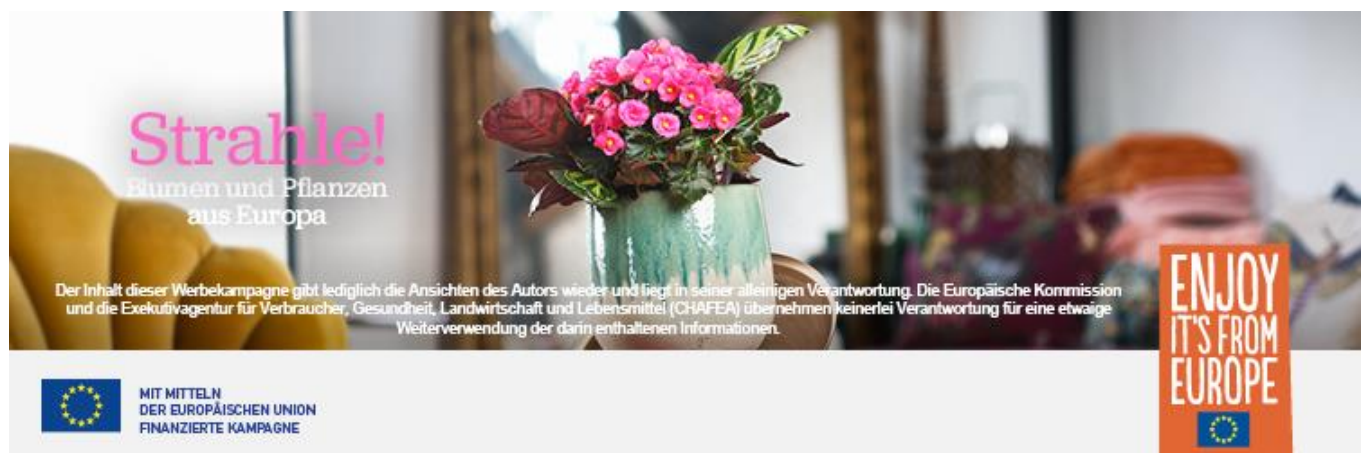 Strahle!
Blumen und Pflanzen
aus Europa
Der Inhalt dieser Werbekampagne gibt lediglich die Ansichten des Autors wieder und liegt in seiner alleinigen Verantwortung. Die Europäische Kommission
und die Exekutivagentur für Verbraucher, Gesundheit, Landwirtschaft und Lebensmittel (CHAFEA) übernehmen keinerlei Verantwortung für eine etwaige
Weiterverwendung der darin enthaltenen Informationen.
ENJOY
IT'S FROM
EUROPE
MIT MITTELN
DER EUROPÄISCHEN UNION
FINANZIERTE KAMPAGNE